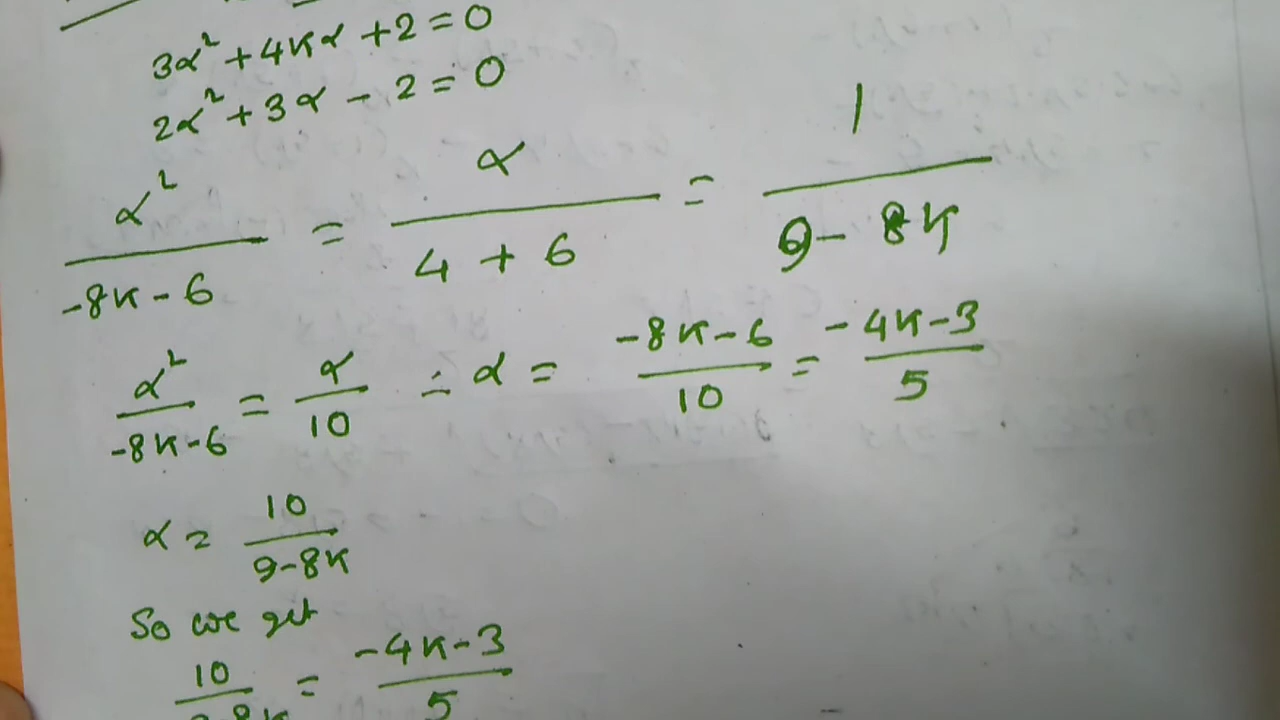 3α² + 4kα + 2 = 0
2α² + 3α - 2 = 0
α²/(-8k - 6) = α/(4 + 6) = 1/(9 - 8k)
α²/(-8k - 6) = α/10 ∴ α = (-8k - 6)/10 = (-4k - 3)/5
α = 10/(9 - 8k)
So we get
10/(9 - 8k) = (-4k - 3)/5